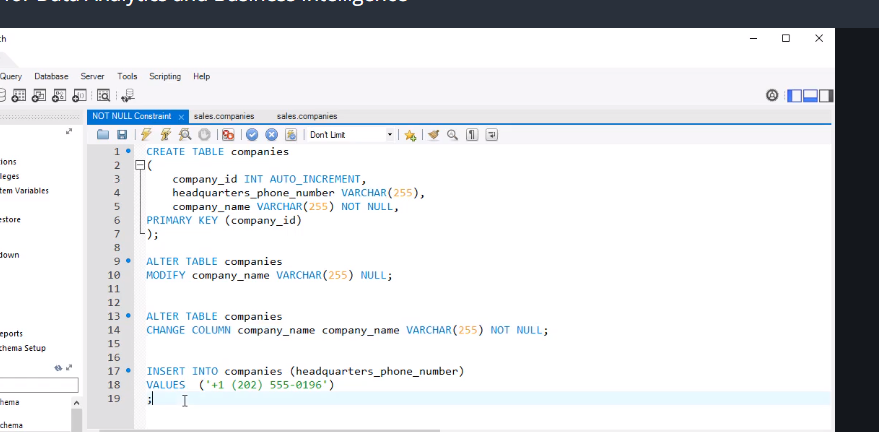 for Data Analytics and Business Intelligence
Query Database Server Tools Scripting Help
NOT NULL Constraint sales.companies sales.companies
Don't Limit
1 CREATE TABLE companies
2 (
3 company_id INT AUTO_INCREMENT,
4 headquarters_phone_number VARCHAR(255),
5 company_name VARCHAR(255) NOT NULL,
6 PRIMARY KEY (company_id)
7 );
8
9 ALTER TABLE companies
10 MODIFY company_name VARCHAR(255) NULL;
11
12
13 ALTER TABLE companies
14 CHANGE COLUMN company_name company_name VARCHAR(255) NOT NULL;
15
16
17 INSERT INTO companies (headquarters_phone_number)
18 VALUES ('+1 (202) 555-0196')
19 ;
ions
leges
tem Variables
estore
down
eports
chema Setup
hema
chema